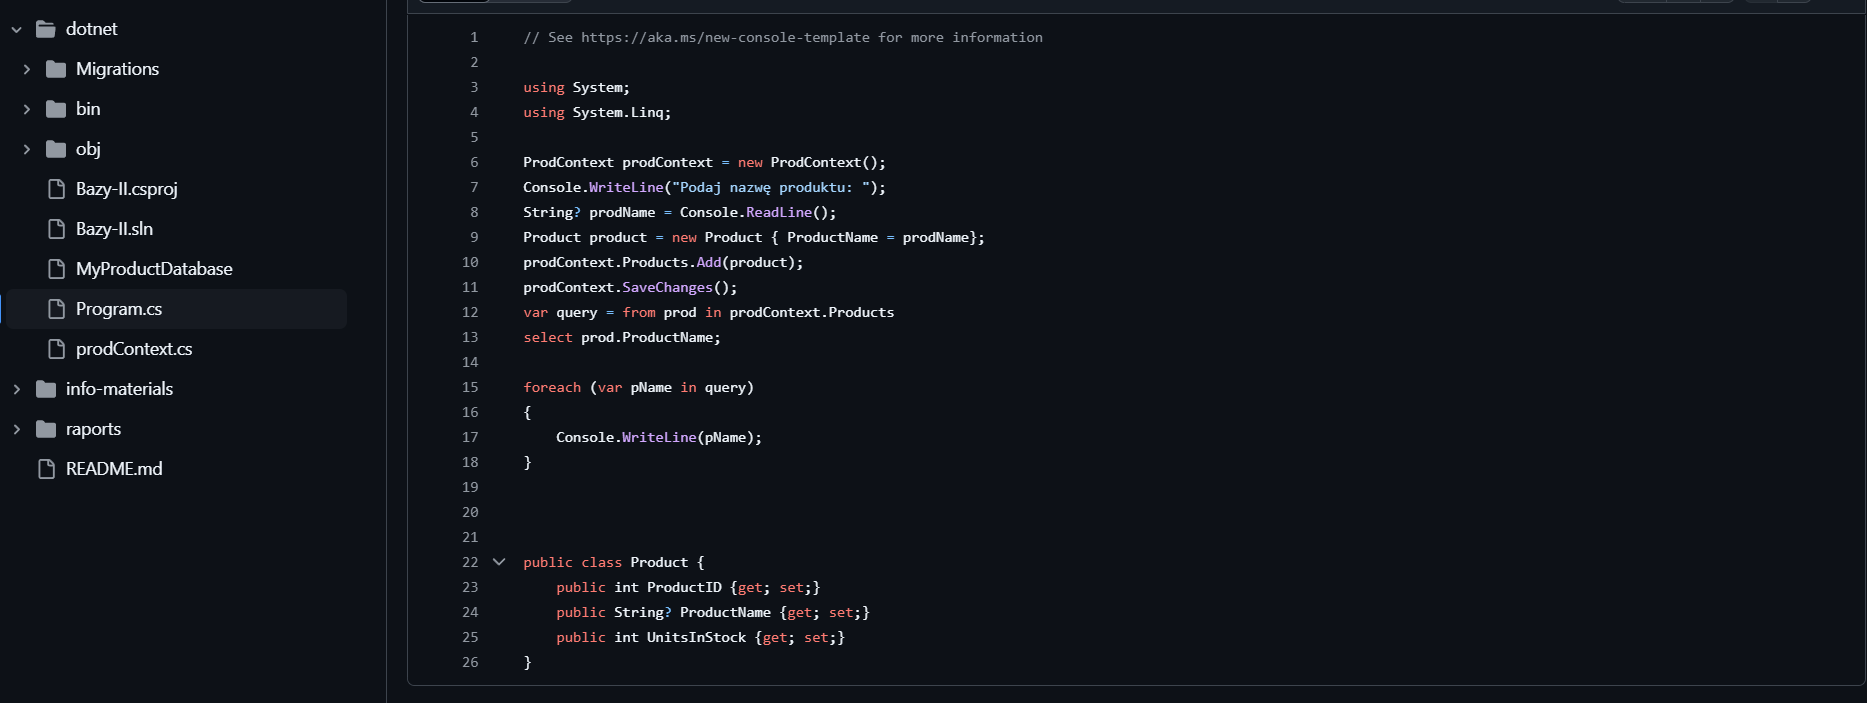 dotnet
Migrations
bin
obj
Bazy-II.csproj
Bazy-II.sln
MyProductDatabase
Program.cs
prodContext.cs
info-materials
raports
README.md
1 // See https://aka.ms/new-console-template for more information
2
3 using System;
4 using System.Linq;
5
6 ProdContext prodContext = new ProdContext();
7 Console.WriteLine("Podaj nazwę produktu: ");
8 String? prodName = Console.ReadLine();
9 Product product = new Product { ProductName = prodName};
10 prodContext.Products.Add(product);
11 prodContext.SaveChanges();
12 var query = from prod in prodContext.Products
13 select prod.ProductName;
14
15 foreach (var pName in query)
16 {
17     Console.WriteLine(pName);
18 }
19
20
21
22 public class Product {
23     public int ProductID {get; set;}
24     public String? ProductName {get; set;}
25     public int UnitsInStock {get; set;}
26 }